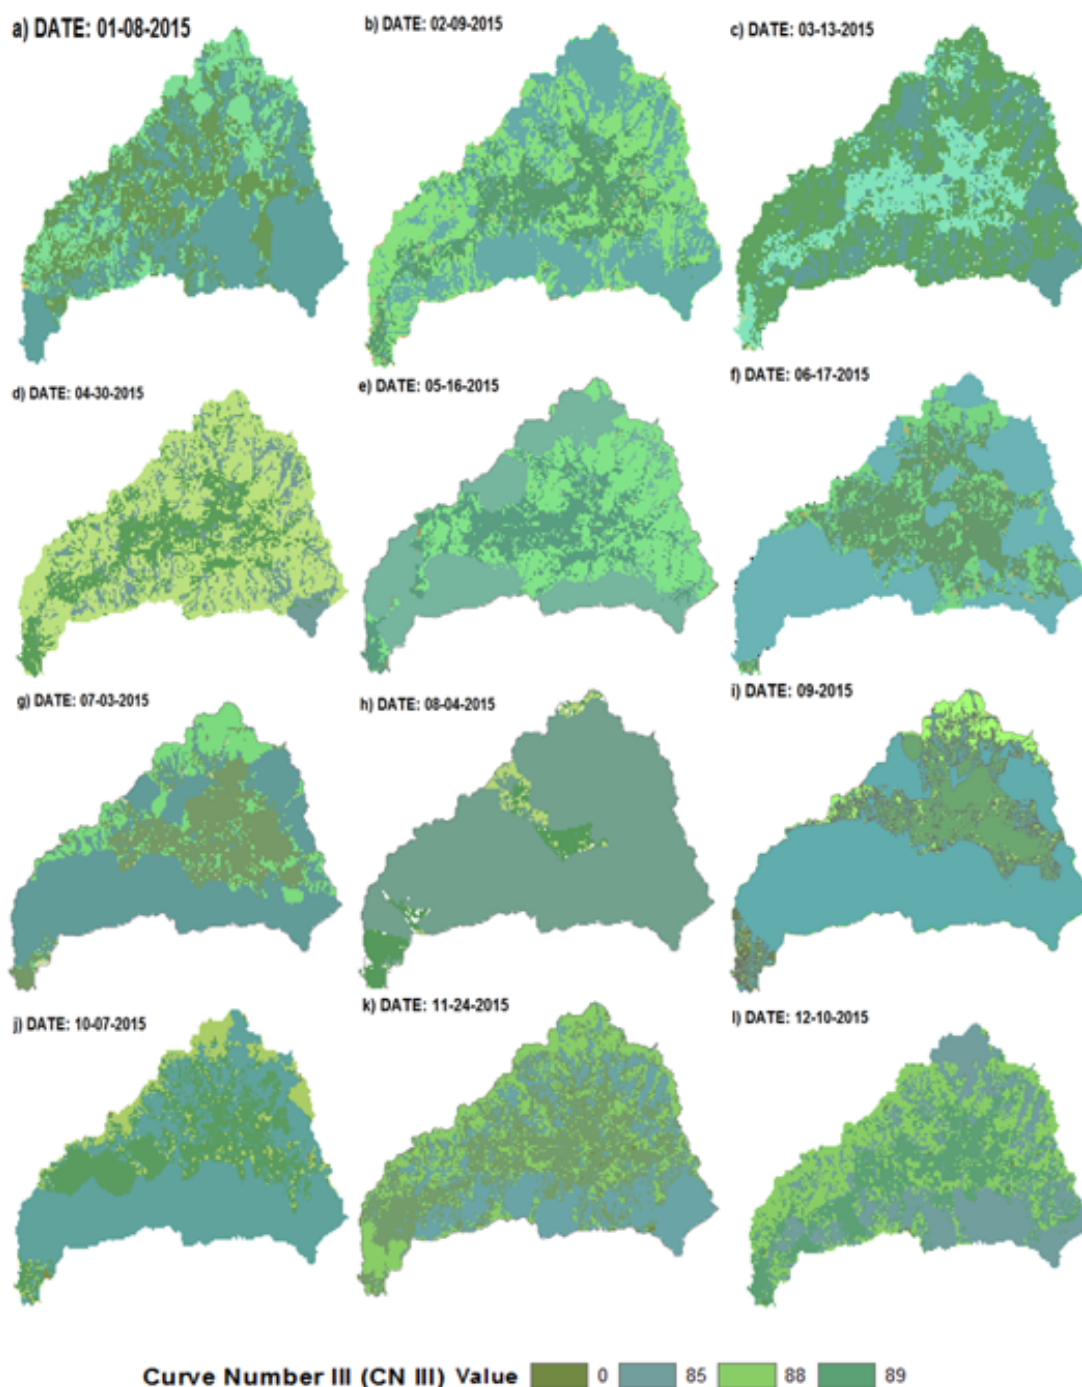 a) DATE: 01-08-2015
b) DATE: 02-09-2015
c) DATE: 03-13-2015
d) DATE: 04-30-2015
e) DATE: 05-16-2015
f) DATE: 06-17-2015
g) DATE: 07-03-2015
h) DATE: 08-04-2015
i) DATE: 09-2015
j) DATE: 10-07-2015
k) DATE: 11-24-2015
l) DATE: 12-10-2015
Curve Number III (CN III) Value 0 85 88 89